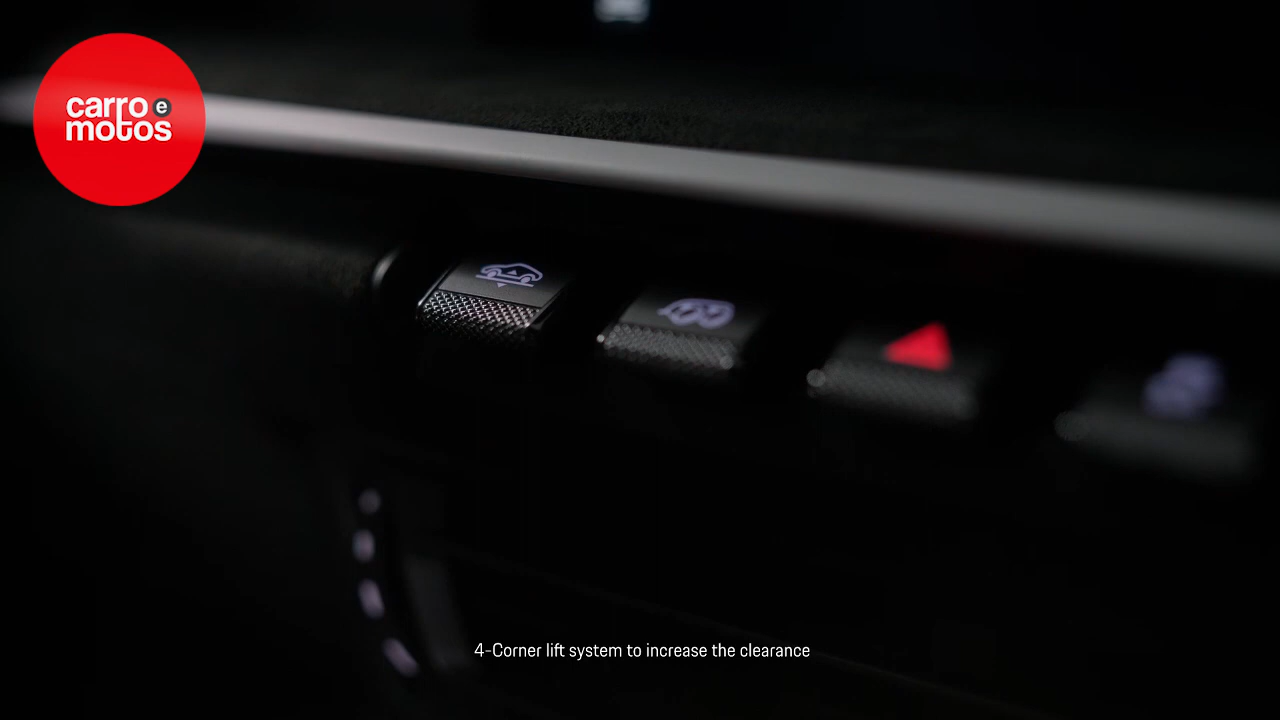 carro e
motos
4-Corner lift system to increase the clearance